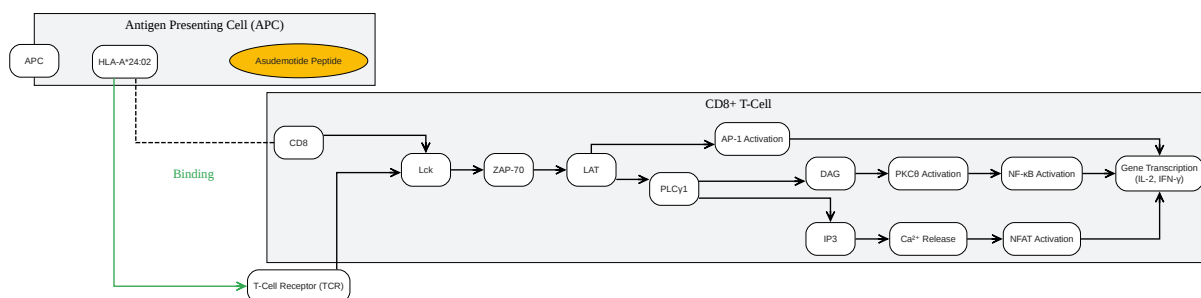 Antigen Presenting Cell (APC)
APC
HLA-A*24:02
Asudemotide Peptide
CD8+ T-Cell
CD8
AP-1 Activation
Binding
Lck
ZAP-70
LAT
PLCγ1
DAG
PKCθ Activation
NF-κB Activation
Gene Transcription
(IL-2, IFN-γ)
IP3
Ca²⁺ Release
NFAT Activation
T-Cell Receptor (TCR)